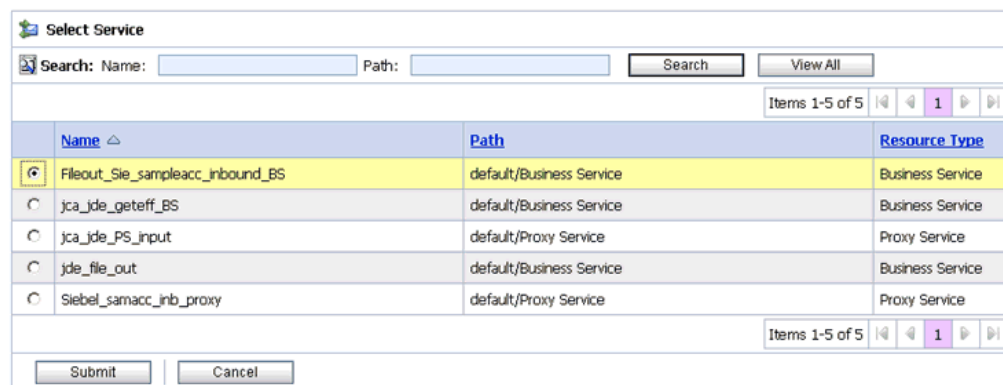 Select Service
Search: Name: Path: Search View All
Items 1-5 of 5 1
Name Path Resource Type
Fileout_Sie_sampleacc_inbound_BS default/Business Service Business Service
jca_jde_geteff_BS default/Business Service Business Service
jca_jde_PS_input default/Proxy Service Proxy Service
jde_file_out default/Business Service Business Service
Siebel_samacc_inb_proxy default/Proxy Service Proxy Service
Items 1-5 of 5 1
Submit Cancel